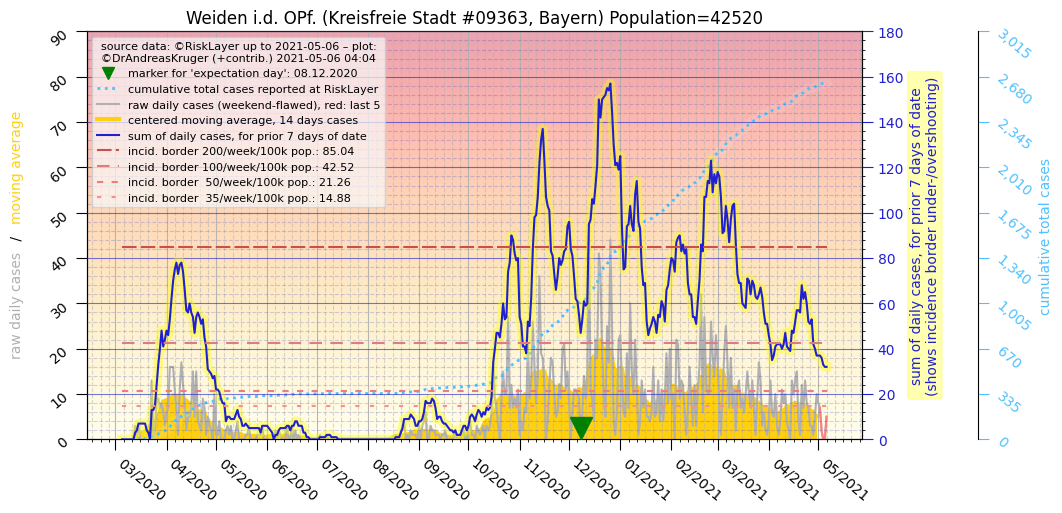 Weiden i.d. OPf. (Kreisfreie Stadt #09363, Bayern) Population=42520
source data: ©RiskLayer up to 2021-05-06 – plot:
©DrAndreasKruger (+contrib.) 2021-05-06 04:04
marker for 'expectation day': 08.12.2020
cumulative total cases reported at RiskLayer
raw daily cases (weekend-flawed), red: last 5
centered moving average, 14 days cases
sum of daily cases, for prior 7 days of date
incid. border 200/week/100k pop.: 85.04
incid. border 100/week/100k pop.: 42.52
incid. border  50/week/100k pop.: 21.26
incid. border  35/week/100k pop.: 14.88
raw daily cases / moving average
90
80
70
60
50
40
30
20
10
0
03/2020
04/2020
05/2020
06/2020
07/2020
08/2020
09/2020
10/2020
11/2020
12/2020
01/2021
02/2021
03/2021
04/2021
05/2021
180
160
140
120
100
80
60
40
20
0
sum of daily cases, for prior 7 days of date
(shows incidence border under-/overshooting)
3,015
2,680
2,345
2,010
1,675
1,340
1,005
670
335
0
cumulative total cases